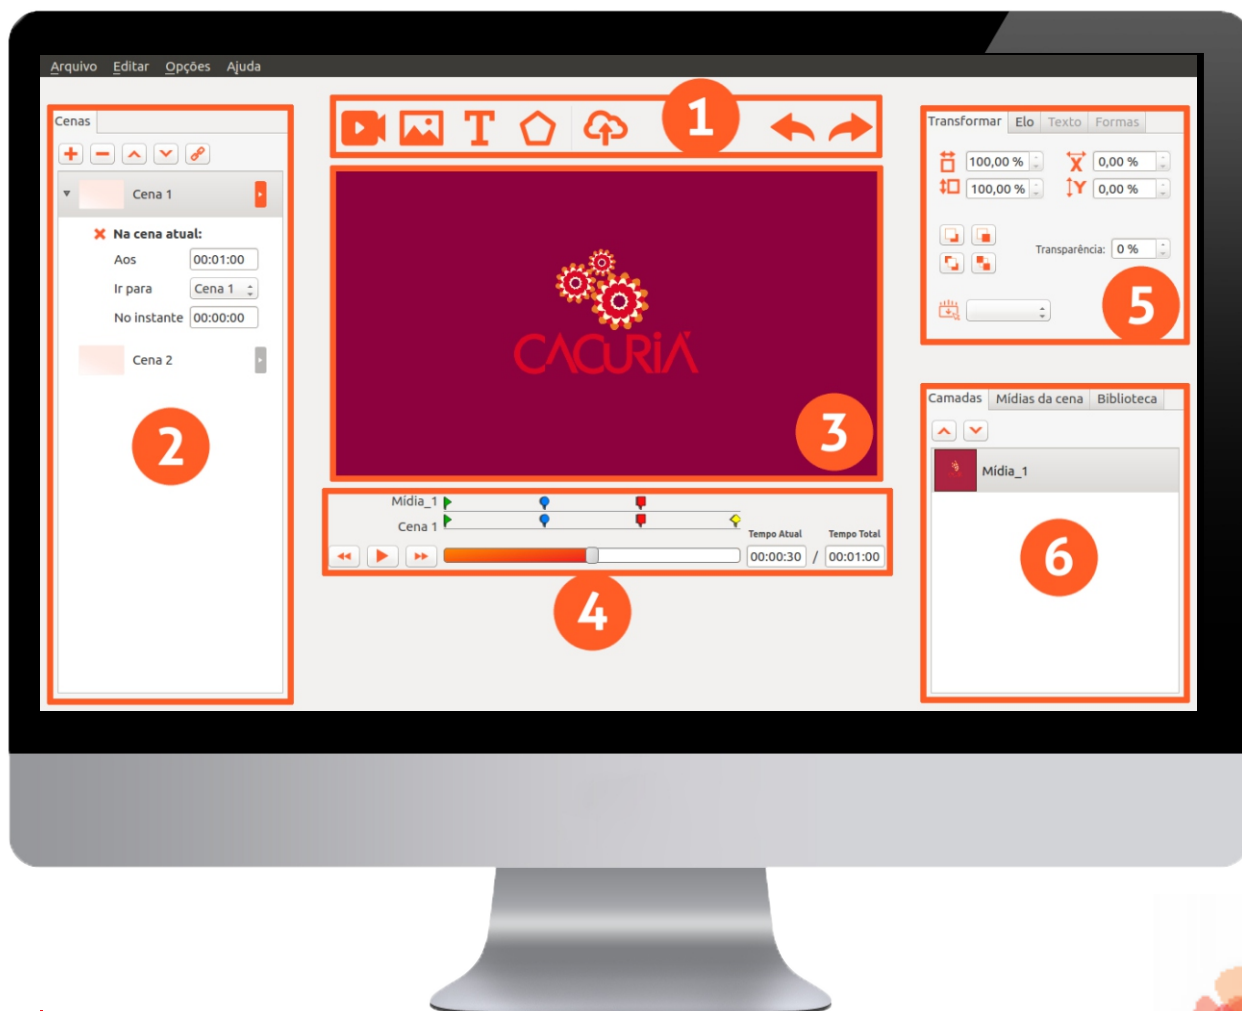 Arquivo Editar Opções Ajuda
1
Cenas
Cena 1
Na cena atual:
Aos 00:01:00
Ir para Cena 1
No instante 00:00:00
Cena 2
2
CACURIÁ
3
Mídia_1
Cena 1
Tempo Atual Tempo Total
00:00:30 / 00:01:00
4
Transformar Elo Texto Formas
100,00 % X 0,00 %
100,00 % Y 0,00 %
Transparência: 0 %
5
Camadas Mídias da cena Biblioteca
Mídia_1
6